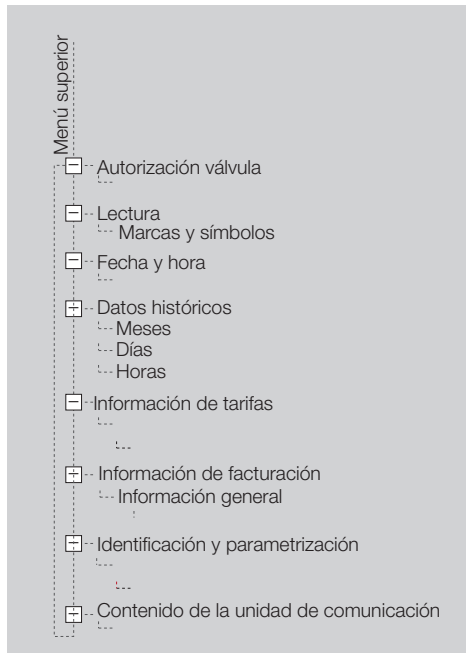 Menú superior
Autorización válvula
Lectura
Marcas y símbolos
Fecha y hora
Datos históricos
Meses
Días
Horas
Información de tarifas
Información de facturación
Información general
Identificación y parametrización
Contenido de la unidad de comunicación